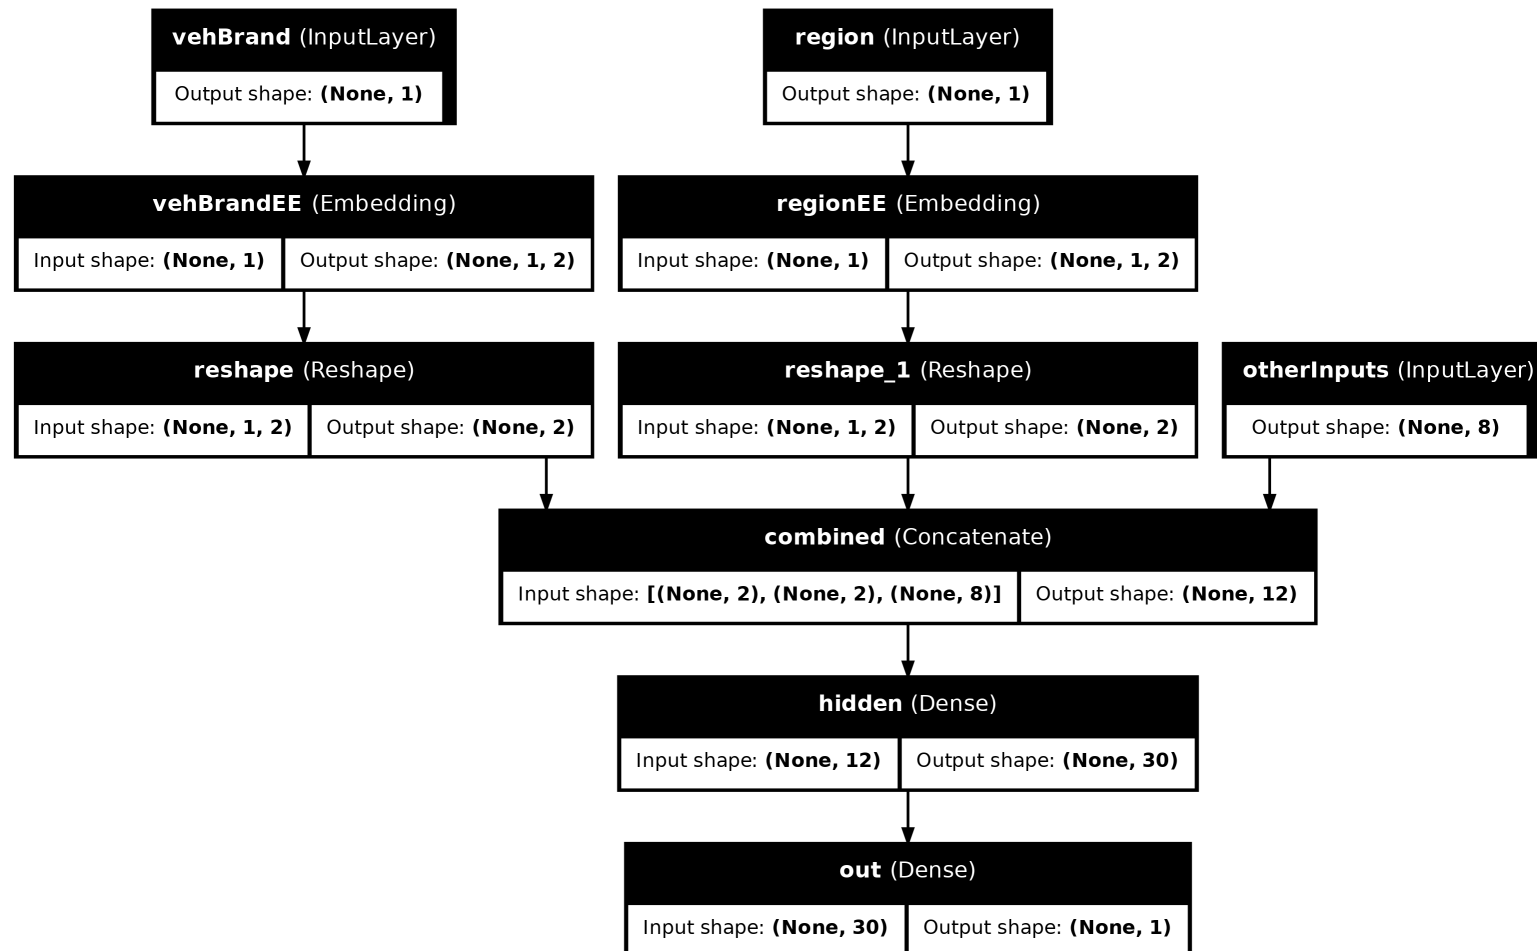 vehBrand (InputLayer)
region (InputLayer)
Output shape: (None, 1)
Output shape: (None, 1)
vehBrandEE (Embedding)
regionEE (Embedding)
Input shape: (None, 1)
Output shape: (None, 1, 2)
Input shape: (None, 1)
Output shape: (None, 1, 2)
reshape (Reshape)
reshape_1 (Reshape)
otherInputs (InputLayer)
Input shape: (None, 1, 2)
Output shape: (None, 2)
Input shape: (None, 1, 2)
Output shape: (None, 2)
Output shape: (None, 8)
combined (Concatenate)
Input shape: [(None, 2), (None, 2), (None, 8)]
Output shape: (None, 12)
hidden (Dense)
Input shape: (None, 12)
Output shape: (None, 30)
out (Dense)
Input shape: (None, 30)
Output shape: (None, 1)